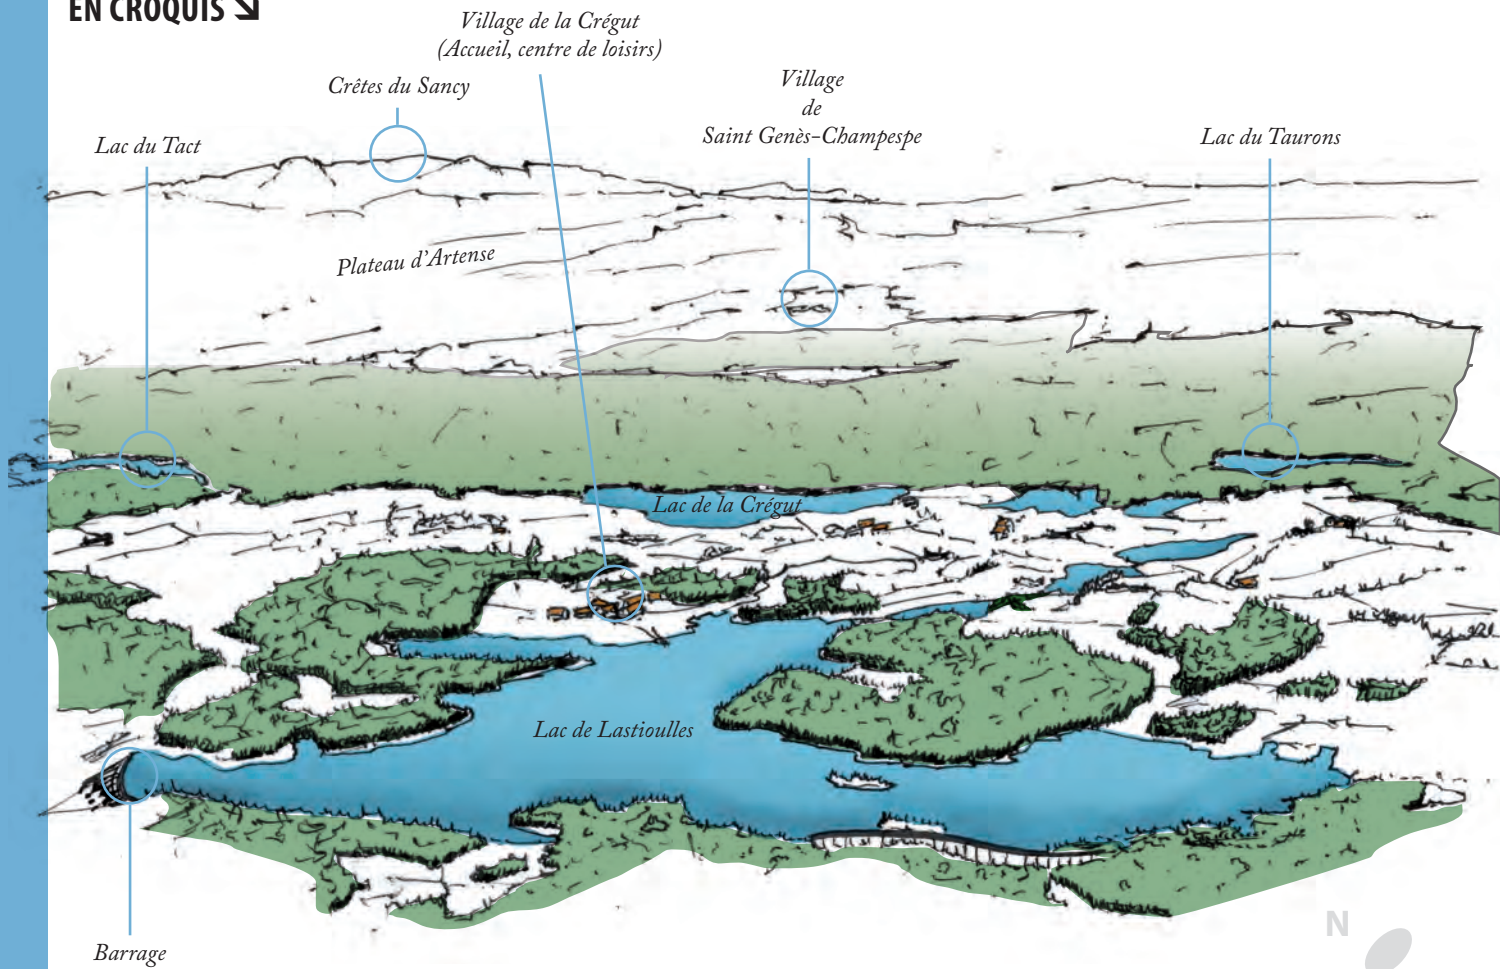 EN CROQUIS
Village de la Crégut
(Accueil, centre de loisirs)
Crêtes du Sancy
Village
de
Saint Genès-Champespe
Lac du Tact
Lac du Taurons
Plateau d'Artense
Lac de la Crégut
Lac de Lastioulles
N
Barrage